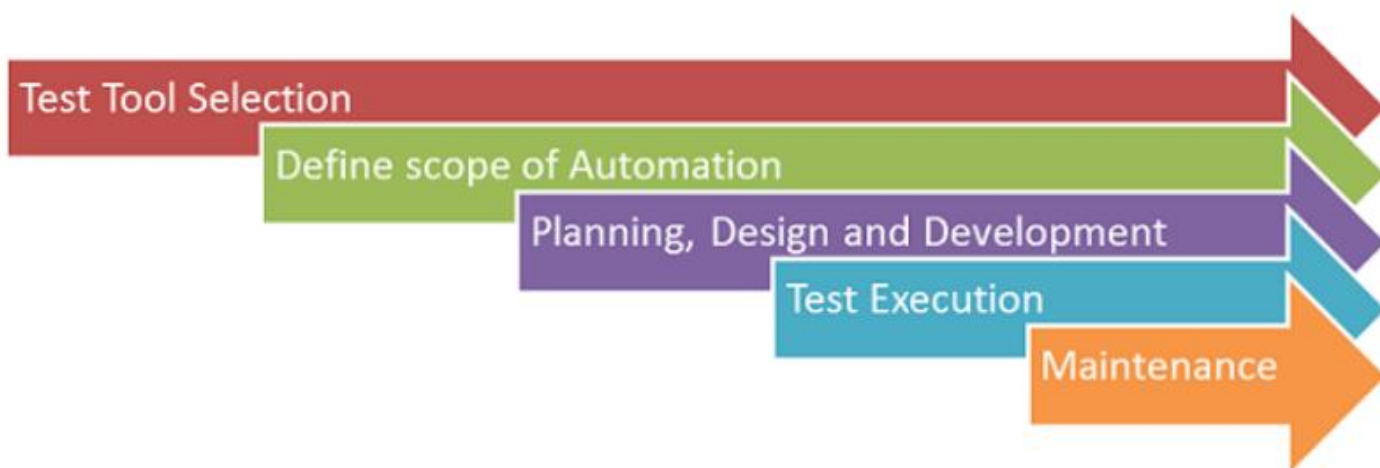 Test Tool Selection
Define scope of Automation
Planning, Design and Development
Test Execution
Maintenance